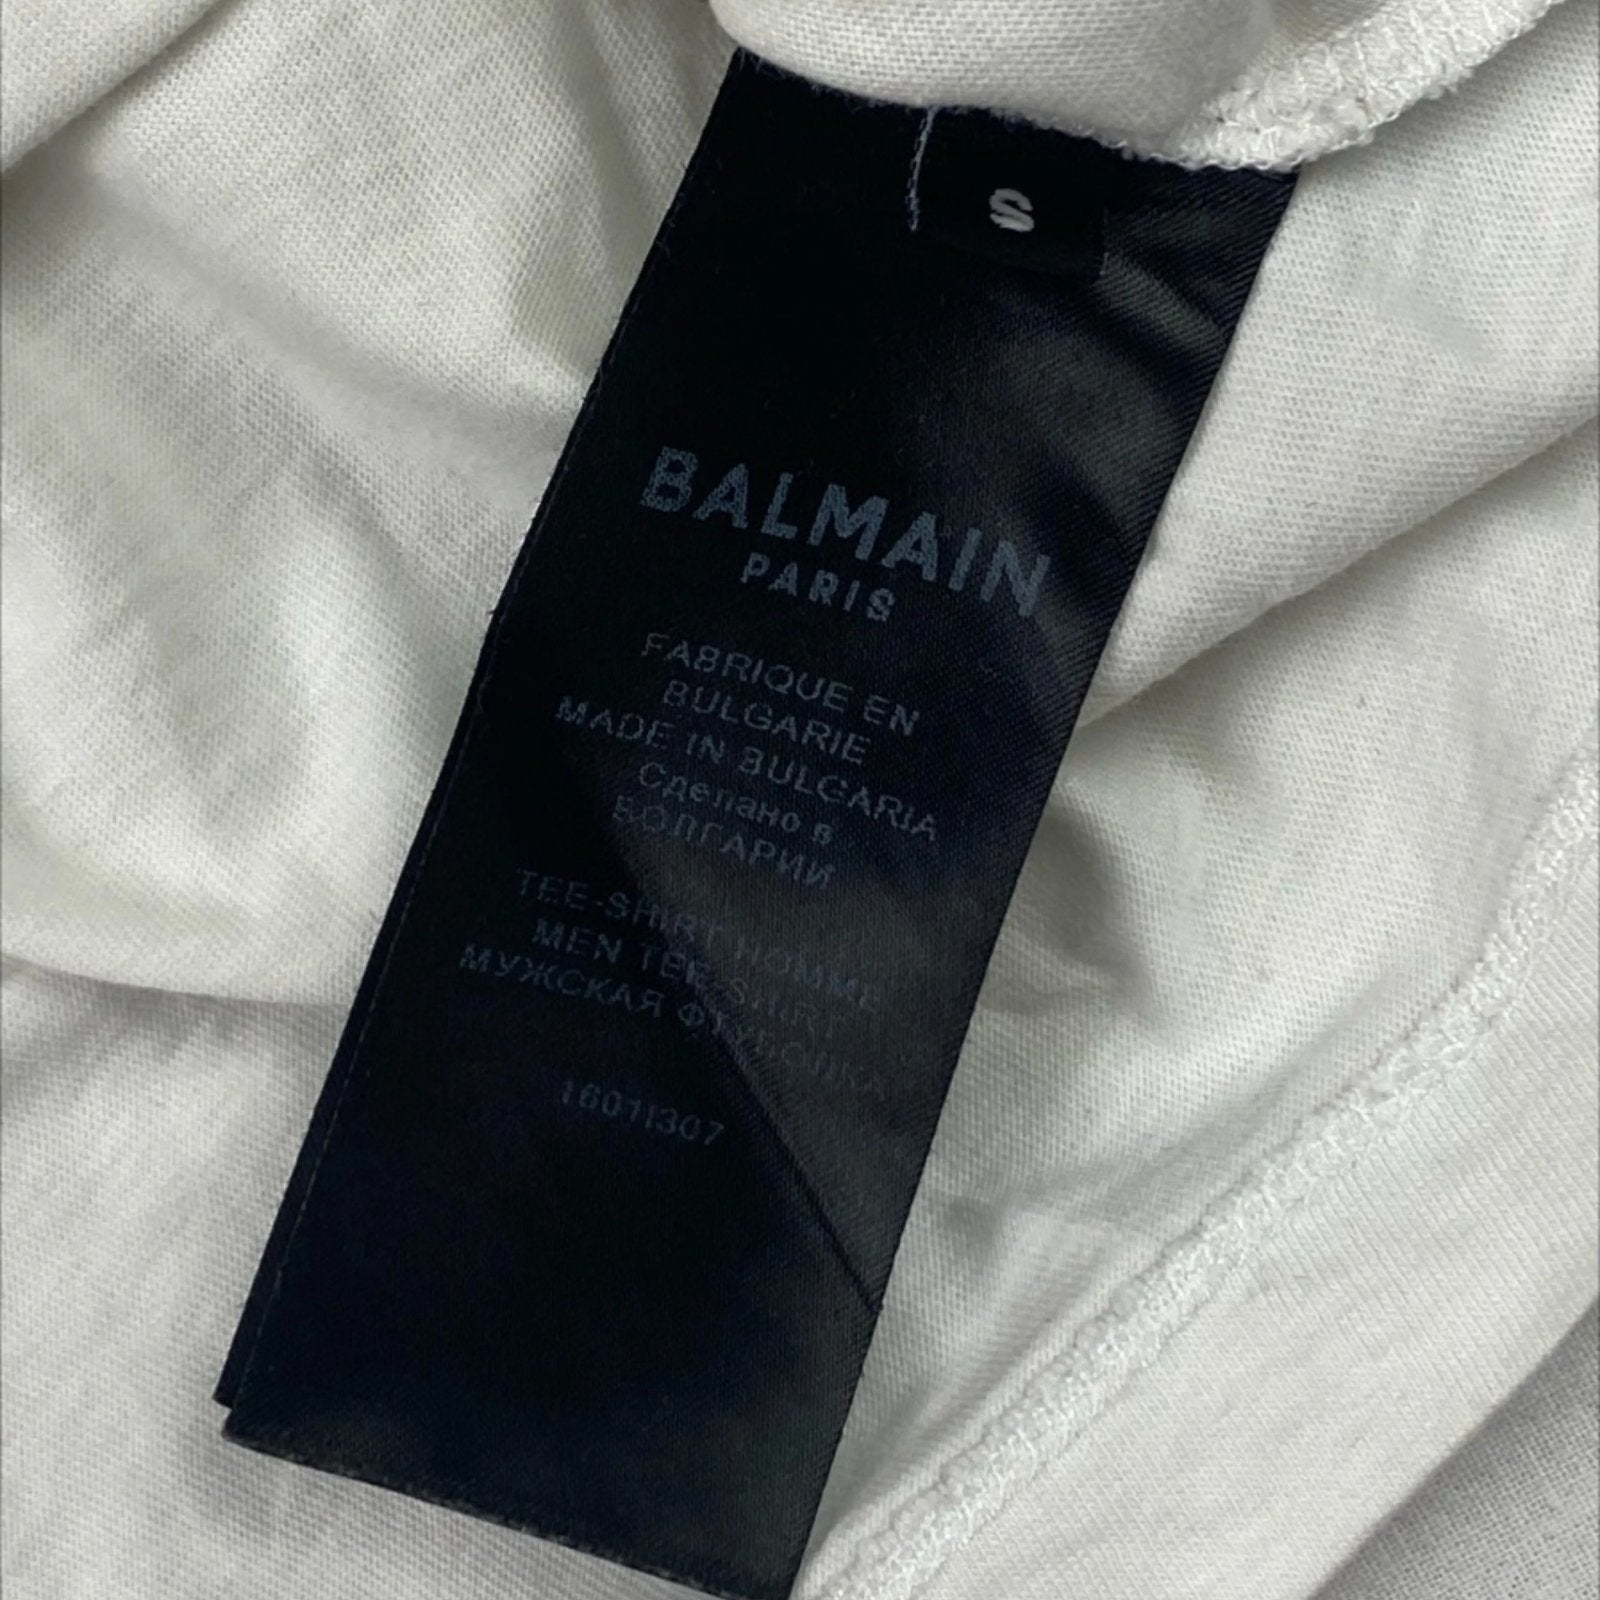 S
BALMAIN
PARIS
FABRIQUE EN
BULGARIE
MADE IN BULGARIA
Сделано в
БОЛГАРИИ
TEE-SHIRT HOMME
MEN TEE-SHIRT
МУЖСКАЯ ФУТБОЛКА